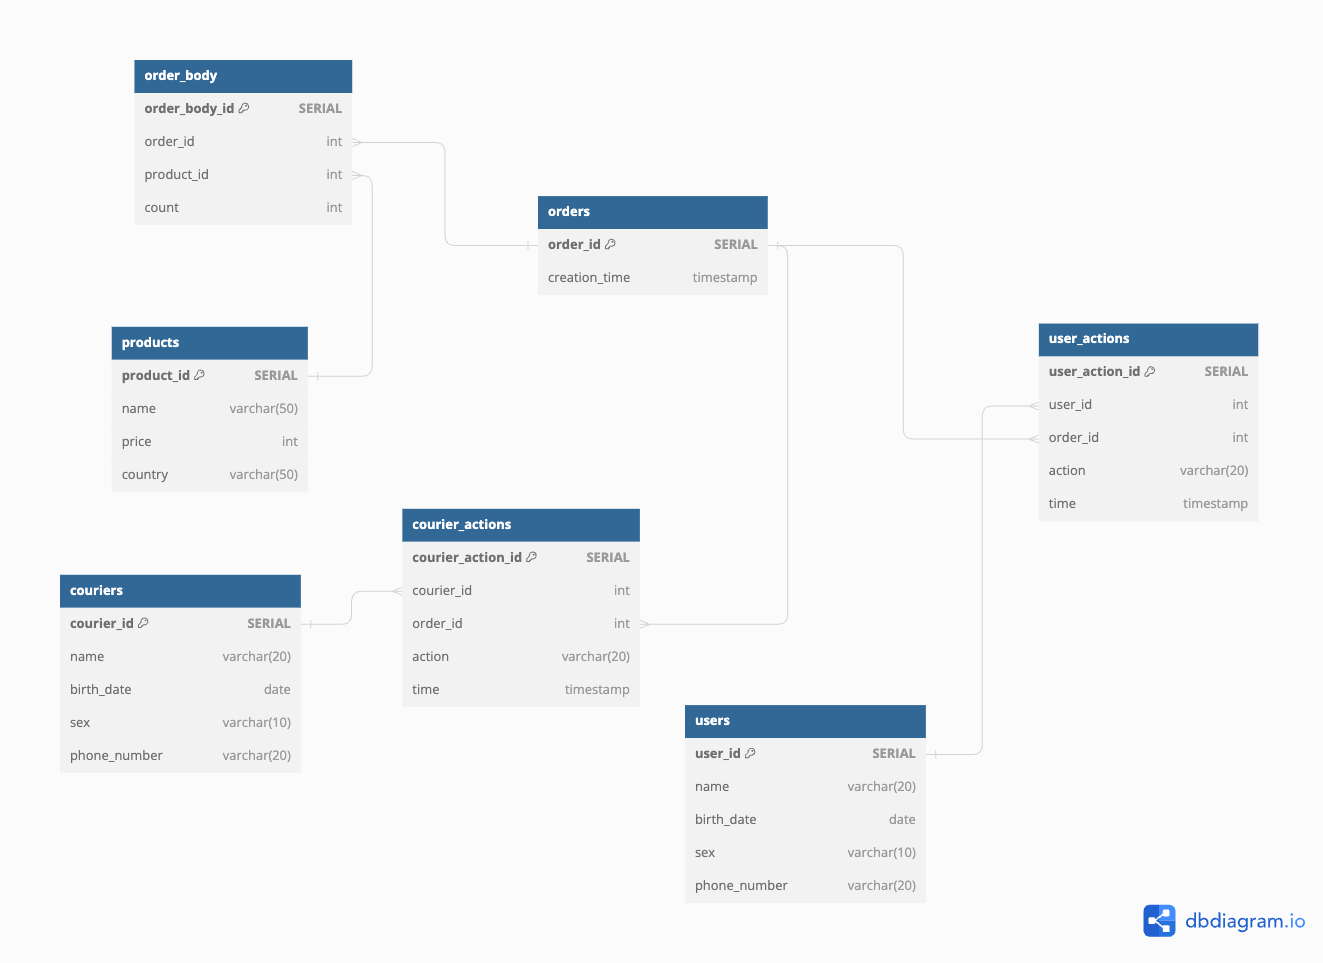 order_body
order_body_id SERIAL
order_id int
product_id int
count int
orders
order_id SERIAL
creation_time timestamp
products
product_id SERIAL
name varchar(50)
price int
country varchar(50)
user_actions
user_action_id SERIAL
user_id int
order_id int
action varchar(20)
time timestamp
courier_actions
courier_action_id SERIAL
courier_id int
order_id int
action varchar(20)
time timestamp
couriers
courier_id SERIAL
name varchar(20)
birth_date date
sex varchar(10)
phone_number varchar(20)
users
user_id SERIAL
name varchar(20)
birth_date date
sex varchar(10)
phone_number varchar(20)
dbdiagram.io